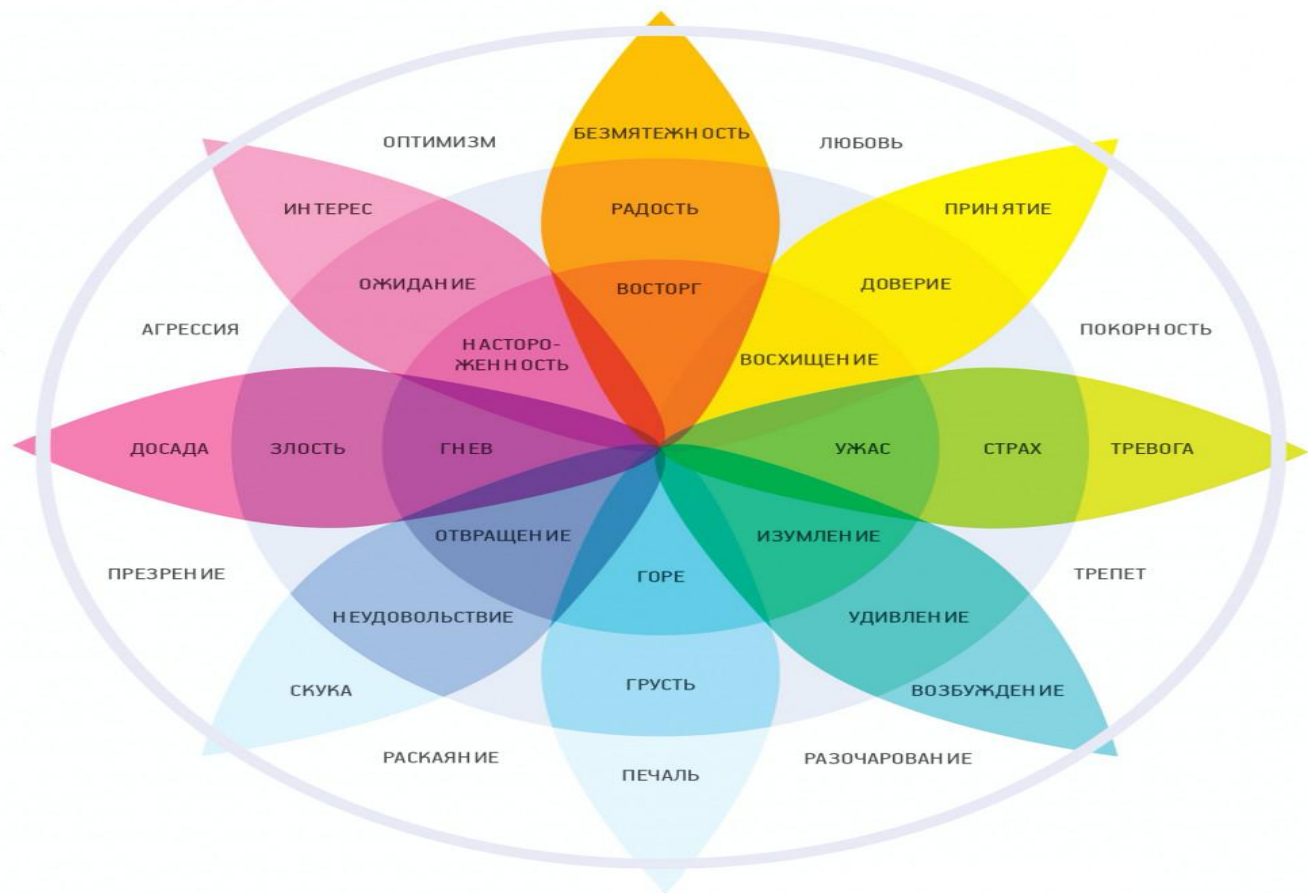 БЕЗМЯТЕЖНОСТЬ
ОПТИМИЗМ
ЛЮБОВЬ
ИНТЕРЕС
РАДОСТЬ
ПРИНЯТИЕ
ОЖИДАНИЕ
ВОСТОРГ
ДОВЕРИЕ
АГРЕССИЯ
ПОКОРНОСТЬ
НАСТОРО-
ЖЕННОСТЬ
ВОСХИЩЕНИЕ
ДОСАДА
ЗЛОСТЬ
ГНЕВ
УЖАС
СТРАХ
ТРЕВОГА
ОТВРАЩЕНИЕ
ИЗУМЛЕНИЕ
ПРЕЗРЕНИЕ
ГОРЕ
ТРЕПЕТ
НЕУДОВОЛЬСТВИЕ
УДИВЛЕНИЕ
СКУКА
ГРУСТЬ
ВОЗБУЖДЕНИЕ
РАСКАЯНИЕ
ПЕЧАЛЬ
РАЗОЧАРОВАНИЕ